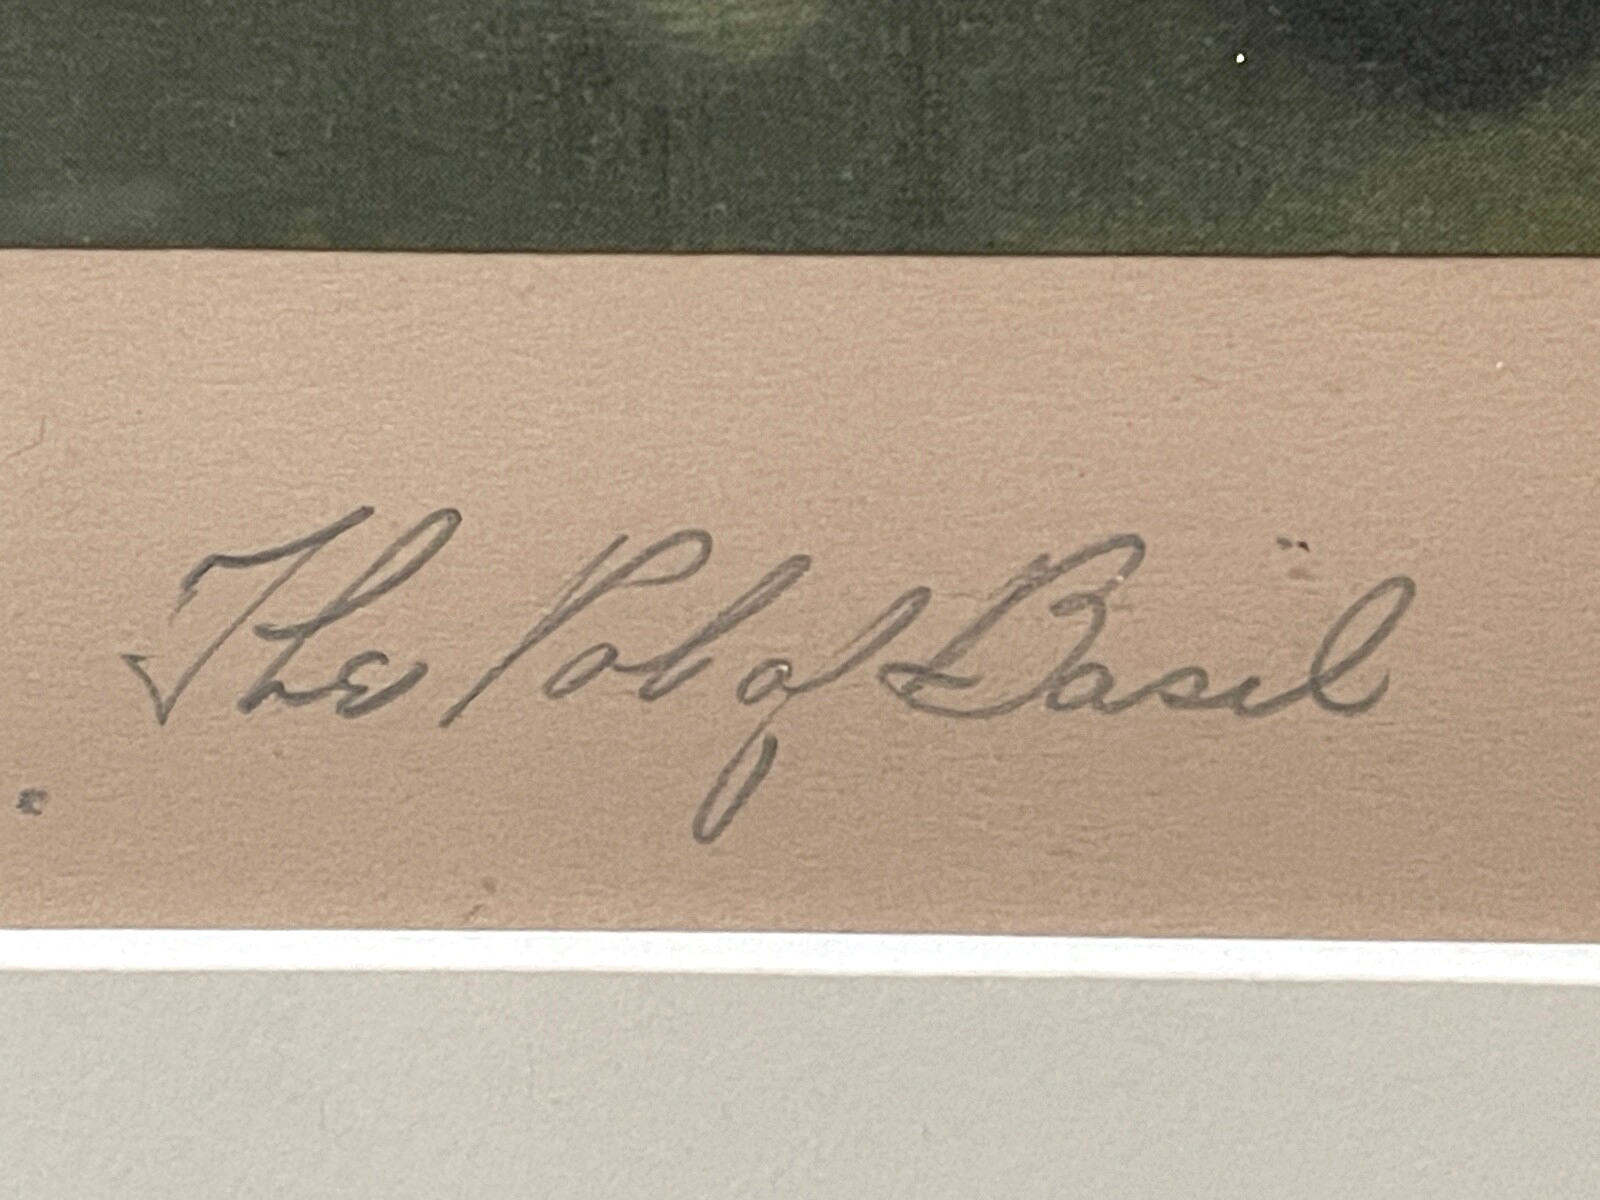 The Pot of Basil